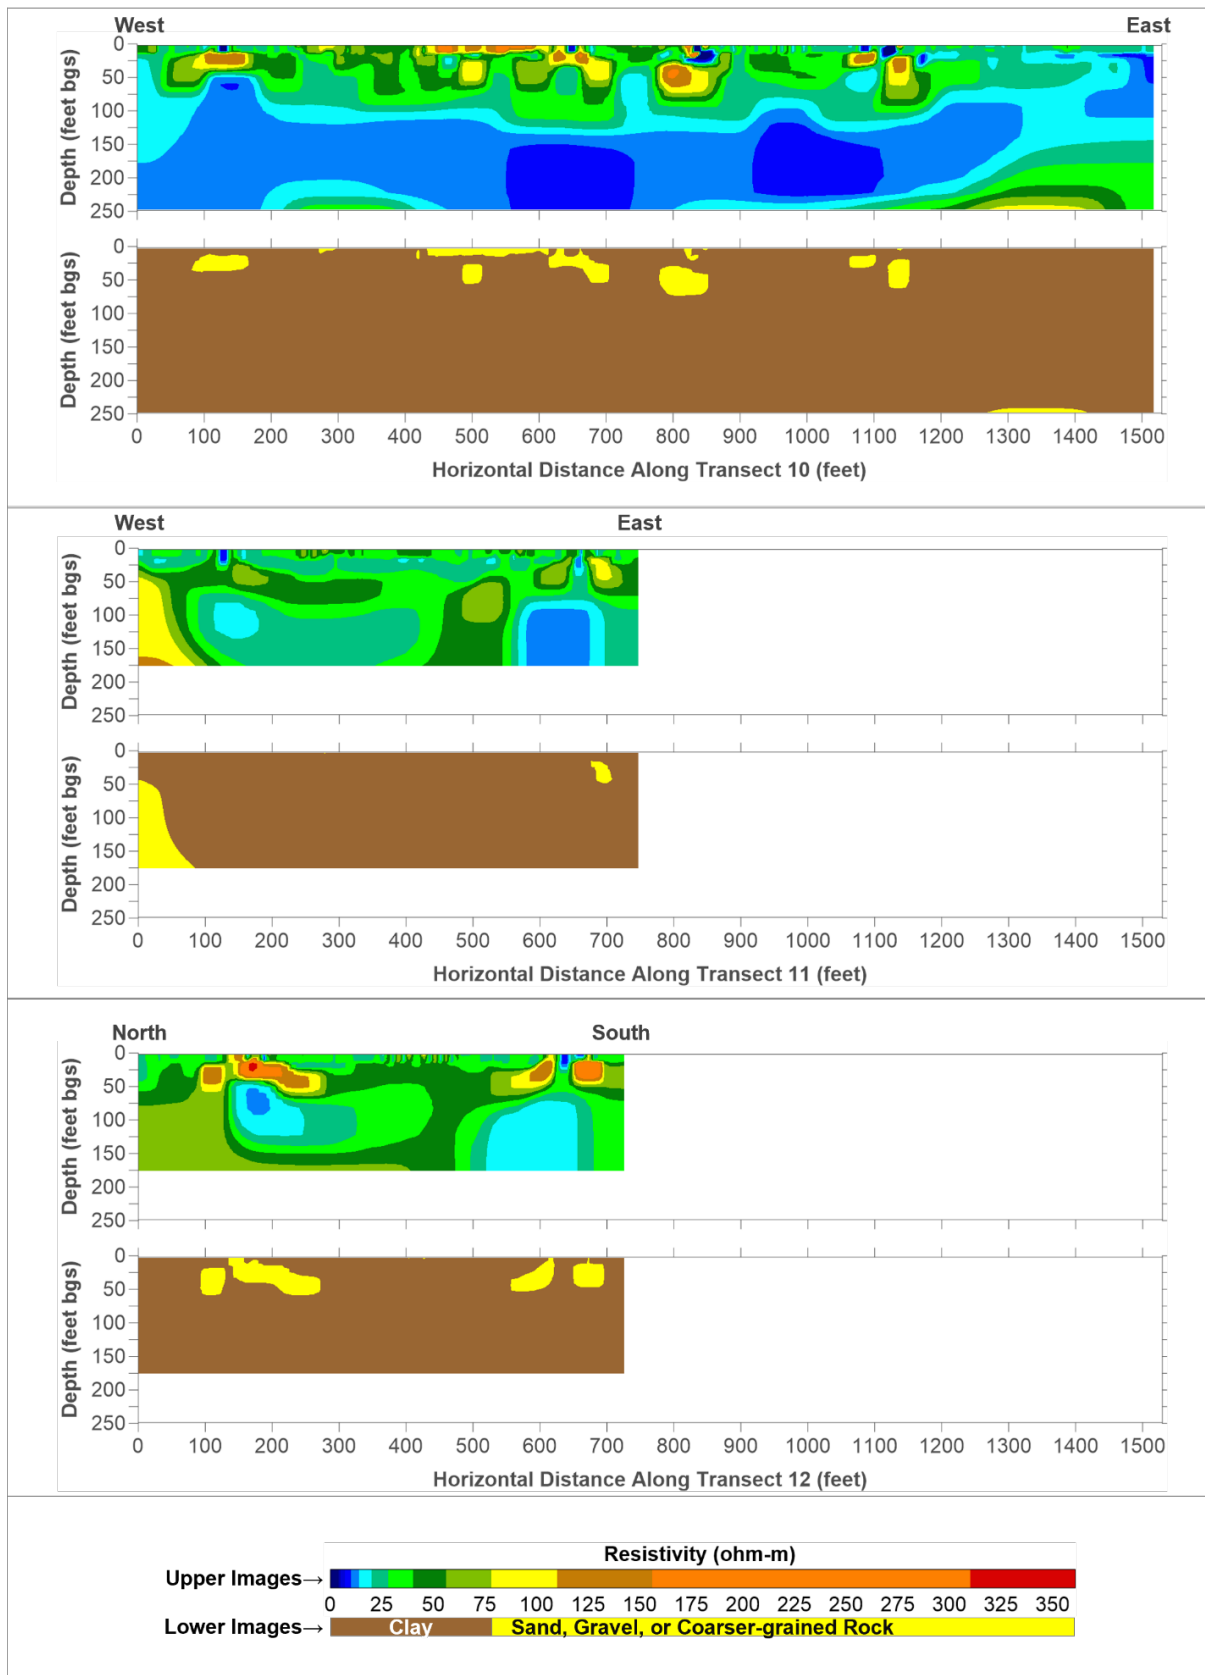 West East
0
50
100
150
200
250
Depth (feet bgs)
0
50
100
150
200
250
Depth (feet bgs)
0 100 200 300 400 500 600 700 800 900 1000 1100 1200 1300 1400 1500
Horizontal Distance Along Transect 10 (feet)
West East
0
50
100
150
200
250
Depth (feet bgs)
0
50
100
150
200
250
Depth (feet bgs)
0 100 200 300 400 500 600 700 800 900 1000 1100 1200 1300 1400 1500
Horizontal Distance Along Transect 11 (feet)
North South
0
50
100
150
200
250
Depth (feet bgs)
0
50
100
150
200
250
Depth (feet bgs)
0 100 200 300 400 500 600 700 800 900 1000 1100 1200 1300 1400 1500
Horizontal Distance Along Transect 12 (feet)
Resistivity (ohm-m)
Upper Images→
0 25 50 75 100 125 150 175 200 225 250 275 300 325 350
Lower Images→ Clay Sand, Gravel, or Coarser-grained Rock